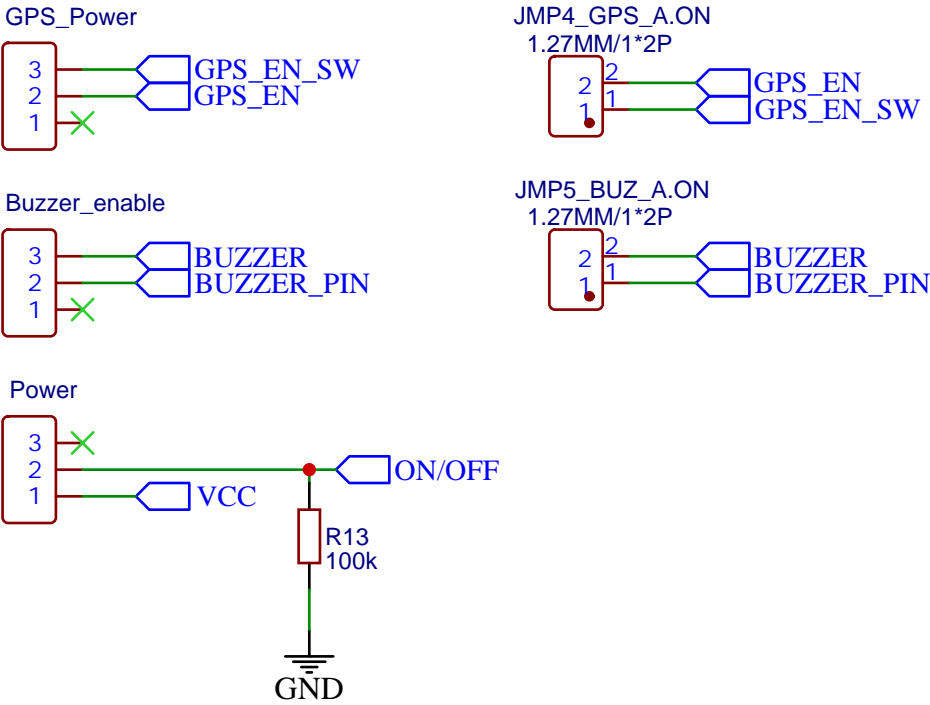 GPS_Power
3 GPS_EN_SW
2 GPS_EN
1
JMP4_GPS_A.ON
1.27MM/1*2P
2 2 GPS_EN
1 1 GPS_EN_SW
Buzzer_enable
3 BUZZER
2 BUZZER_PIN
1
JMP5_BUZ_A.ON
1.27MM/1*2P
2 2 BUZZER
1 1 BUZZER_PIN
Power
3
2 ON/OFF
1 VCC
R13
100k
GND